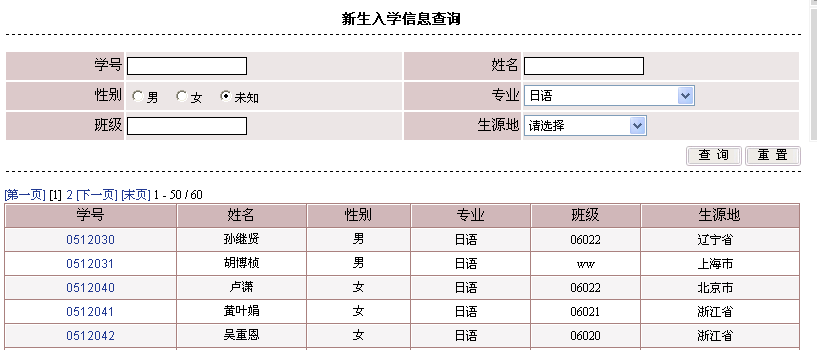 新生入学信息查询
学号 姓名
性别 男 女 未知 专业 日语
班级 生源地 请选择
查 询 重 置
[第一页] [1] 2 [下一页] [末页] 1 - 50 / 60
学号 姓名 性别 专业 班级 生源地
0512030 孙继贤 男 日语 06022 辽宁省
0512031 胡博桢 男 日语 ww 上海市
0512040 卢潇 女 日语 06022 北京市
0512041 黄叶娟 女 日语 06021 浙江省
0512042 吴重恩 女 日语 06020 浙江省